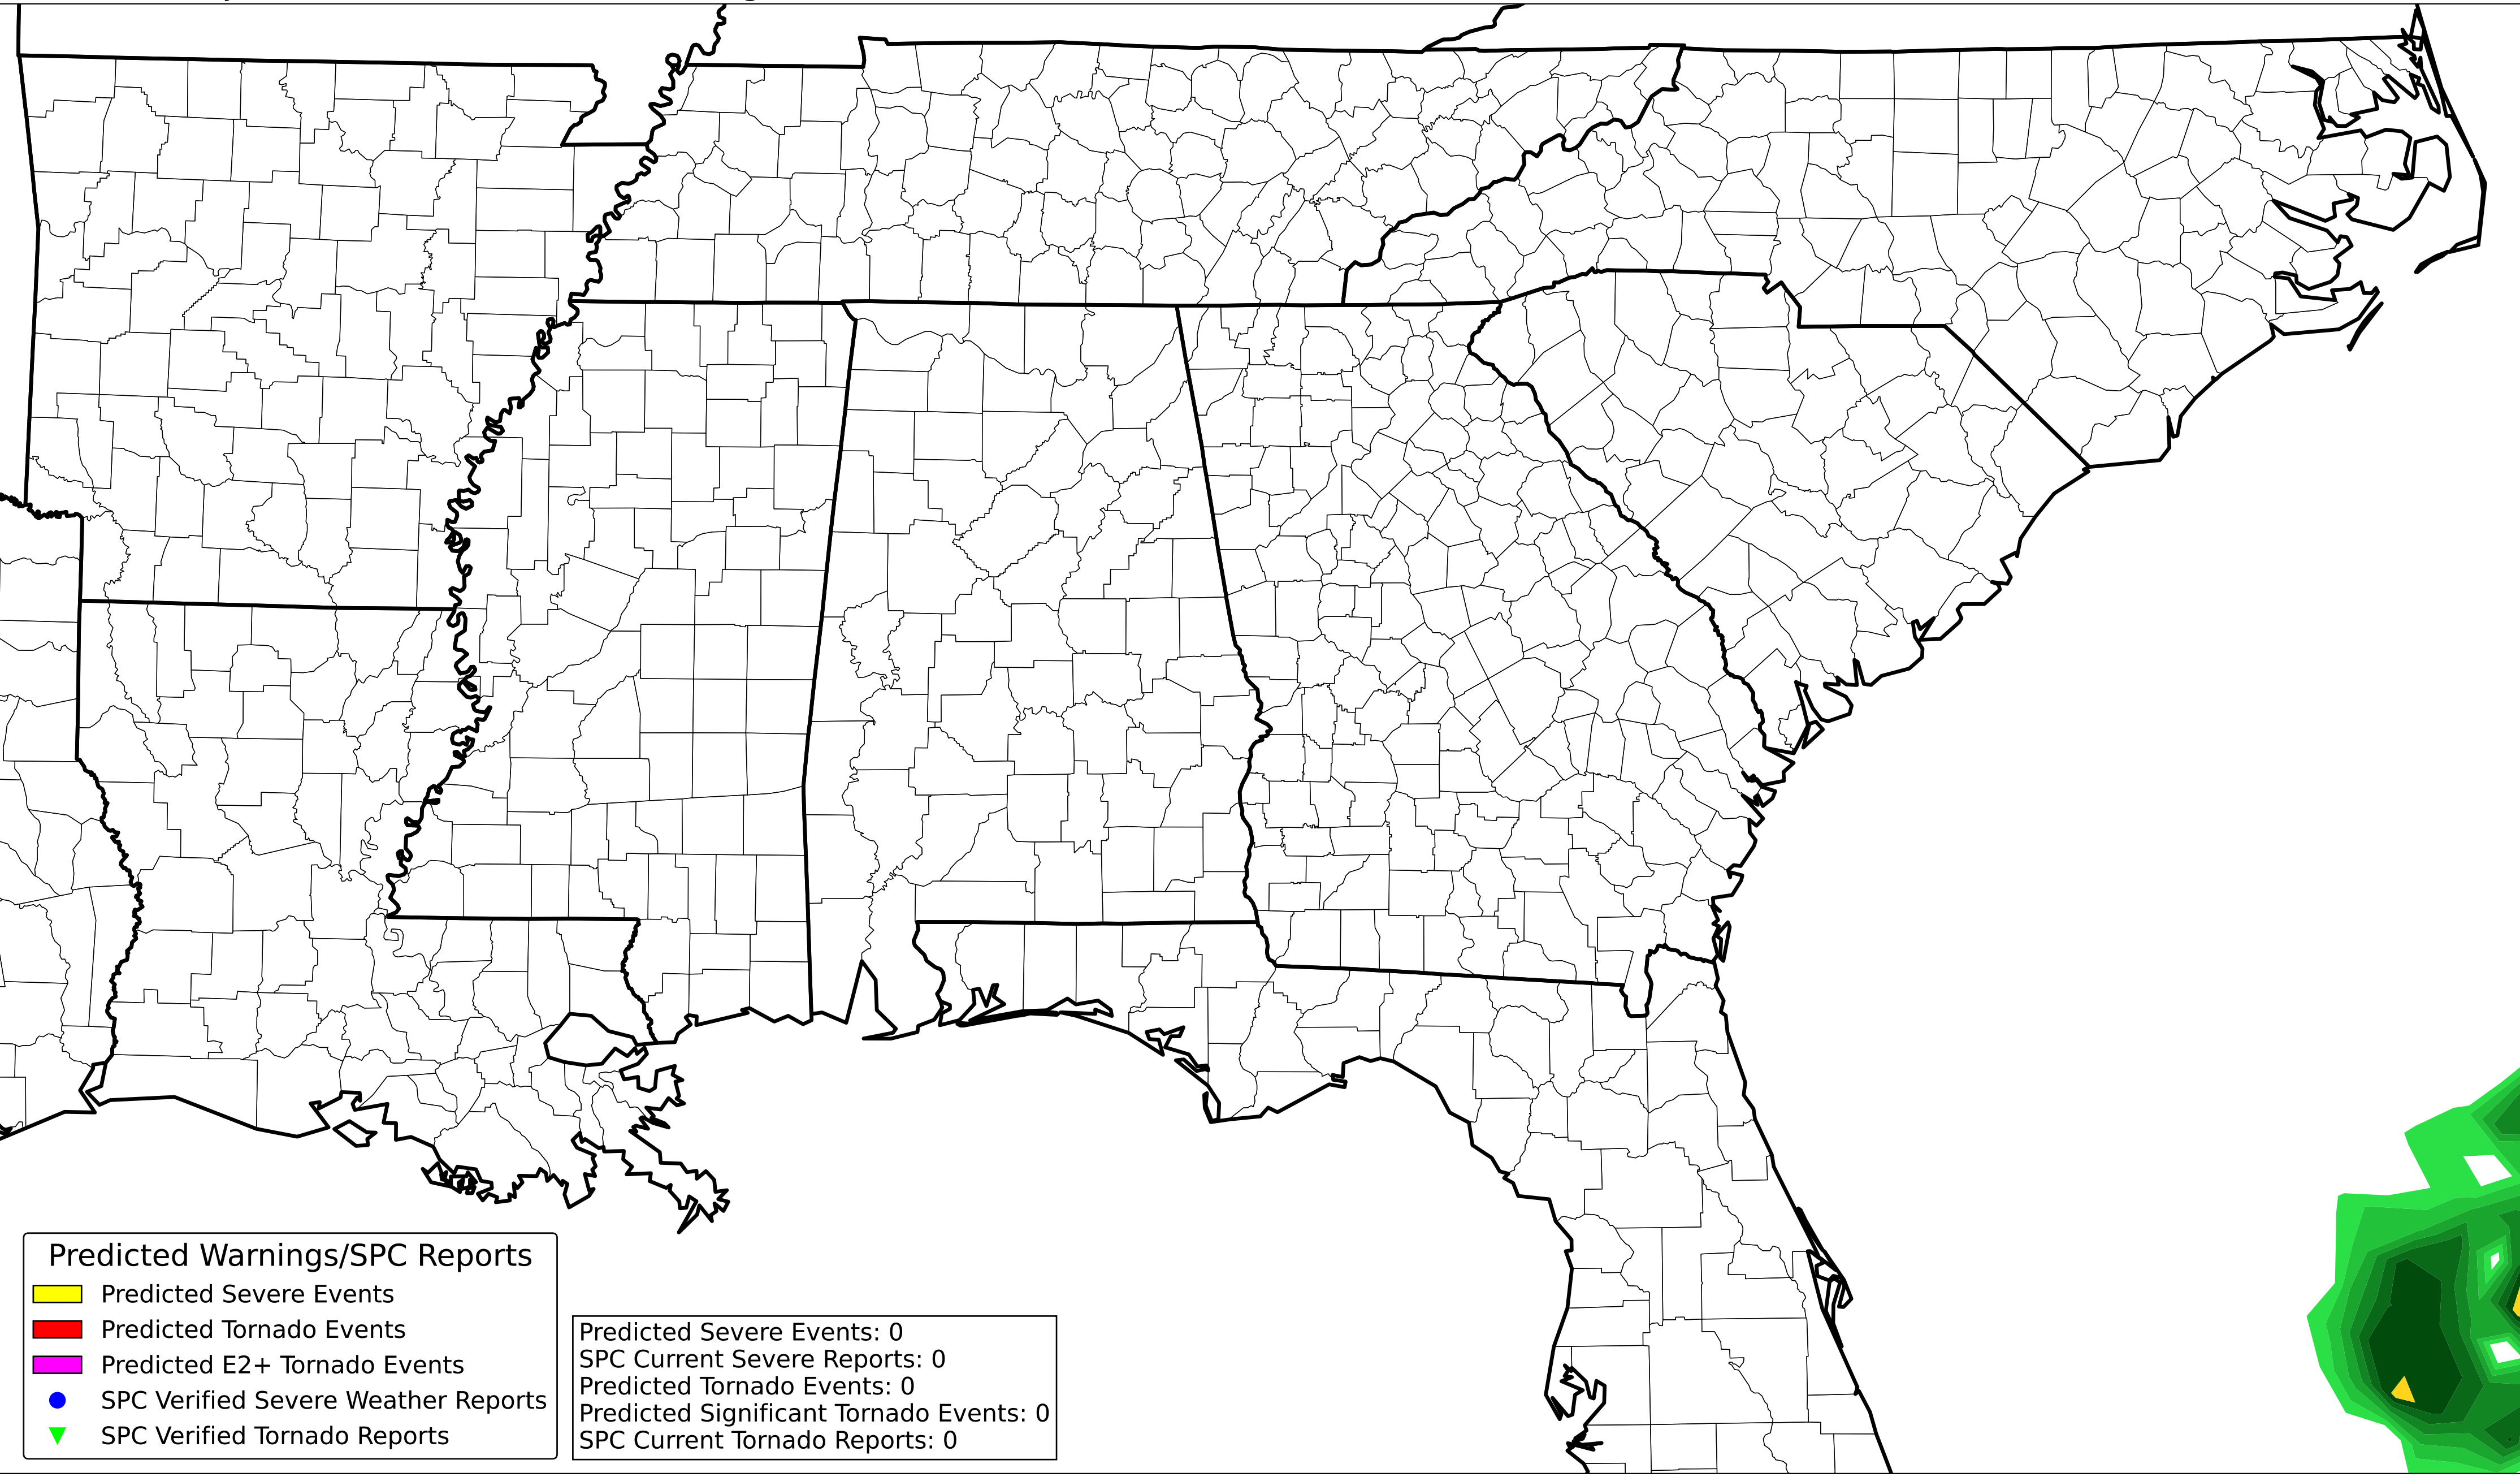 Predicted Warnings/SPC Reports
Predicted Severe Events
Predicted Tornado Events
Predicted E2+ Tornado Events
SPC Verified Severe Weather Reports
SPC Verified Tornado Reports
Predicted Severe Events: 0
SPC Current Severe Reports: 0
Predicted Tornado Events: 0
Predicted Significant Tornado Events: 0
SPC Current Tornado Reports: 0